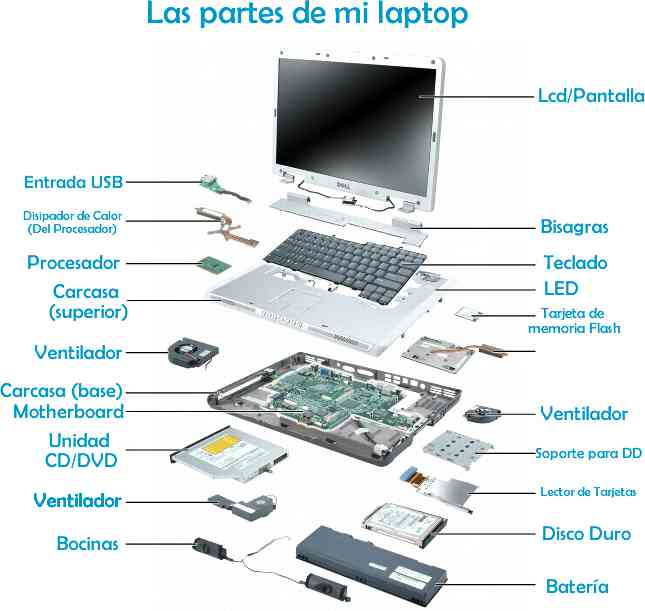 Las partes de mi laptop
Lcd/Pantalla
DELL
Entrada USB
Disipador de Calor
(Del Procesador)
Bisagras
Procesador
Teclado
Carcasa
(superior)
LED
Tarjeta de
memoria Flash
Ventilador
Carcasa (base)
Motherboard
Ventilador
Unidad
CD/DVD
Soporte para DD
Ventilador
Lector de Tarjetas
Bocinas
Disco Duro
Batería